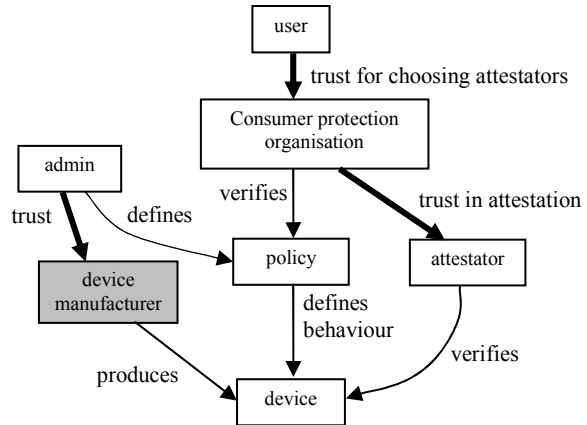 user
trust for choosing attestators
Consumer protection
organisation
admin
verifies
trust in attestation
trust
defines
policy
attestator
device
manufacturer
defines
behaviour
verifies
produces
device